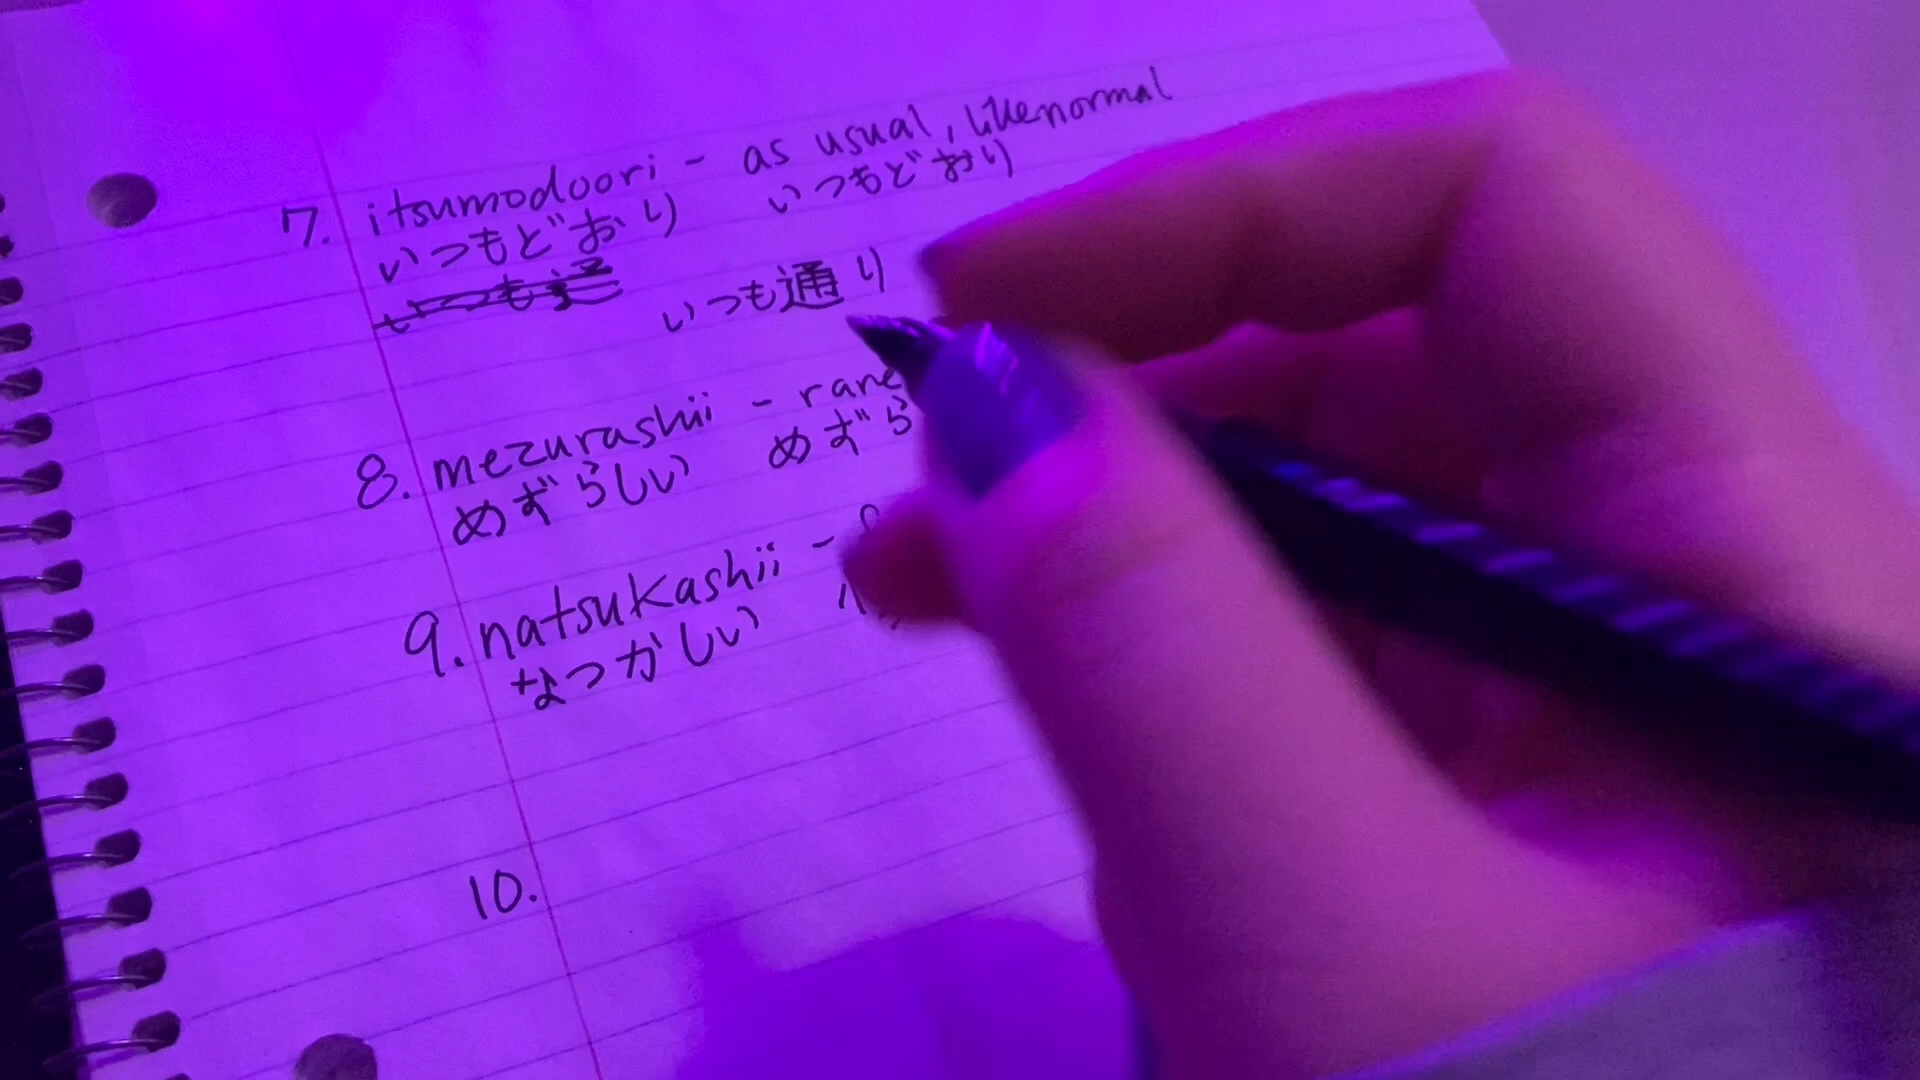 7. itsumodoori - as usual, like normal
いつもどおり いつもどおり
いつも通り
8. mezurashii - rare
めずらしい めずら
9. natsukashii -
なつかしい
10.